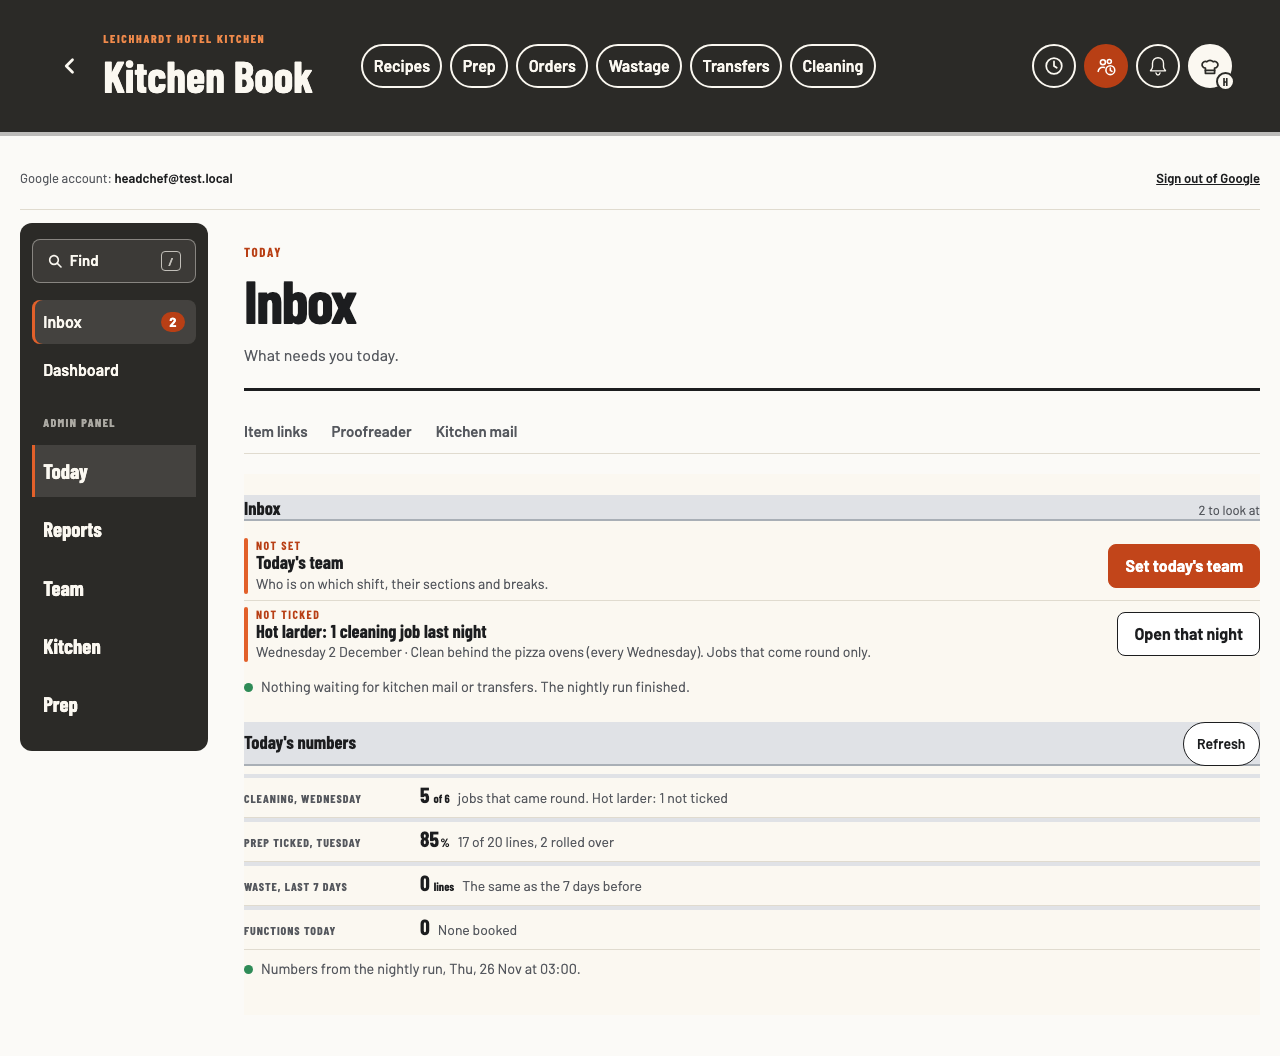 LEICHHARDT HOTEL KITCHEN
Kitchen Book
Recipes
Prep
Orders
Wastage
Transfers
Cleaning
H
Google account: headchef@test.local
Sign out of Google
Find
/
Inbox
2
Dashboard
ADMIN PANEL
Today
Reports
Team
Kitchen
Prep
TODAY
Inbox
What needs you today.
Item links
Proofreader
Kitchen mail
Inbox
2 to look at
NOT SET
Today's team
Who is on which shift, their sections and breaks.
Set today's team
NOT TICKED
Hot larder: 1 cleaning job last night
Wednesday 2 December · Clean behind the pizza ovens (every Wednesday). Jobs that come round only.
Open that night
Nothing waiting for kitchen mail or transfers. The nightly run finished.
Today's numbers
Refresh
CLEANING, WEDNESDAY
5 of 6 jobs that came round. Hot larder: 1 not ticked
PREP TICKED, TUESDAY
85% 17 of 20 lines, 2 rolled over
WASTE, LAST 7 DAYS
0 lines The same as the 7 days before
FUNCTIONS TODAY
0 None booked
Numbers from the nightly run, Thu, 26 Nov at 03:00.